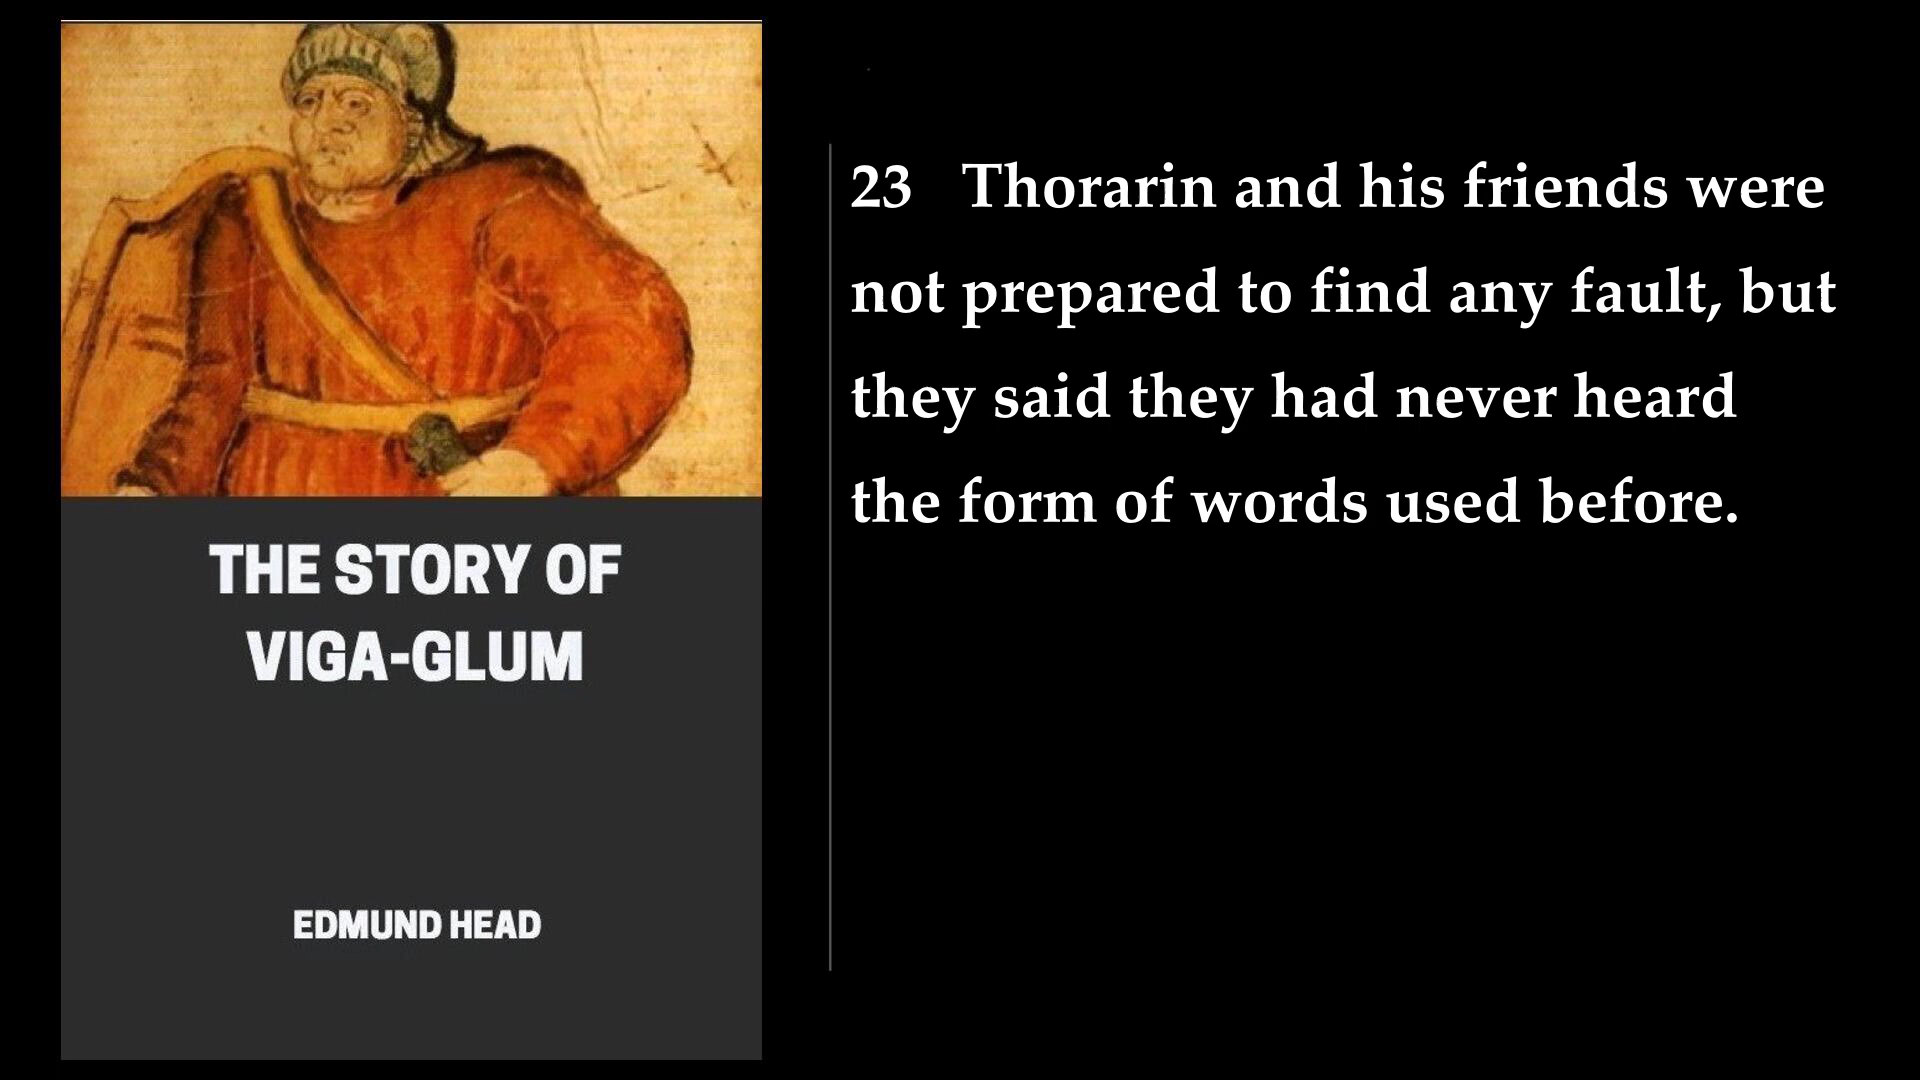 THE STORY OF
VIGA-GLUM
EDMUND HEAD
23 Thorarin and his friends were
not prepared to find any fault, but
they said they had never heard
the form of words used before.